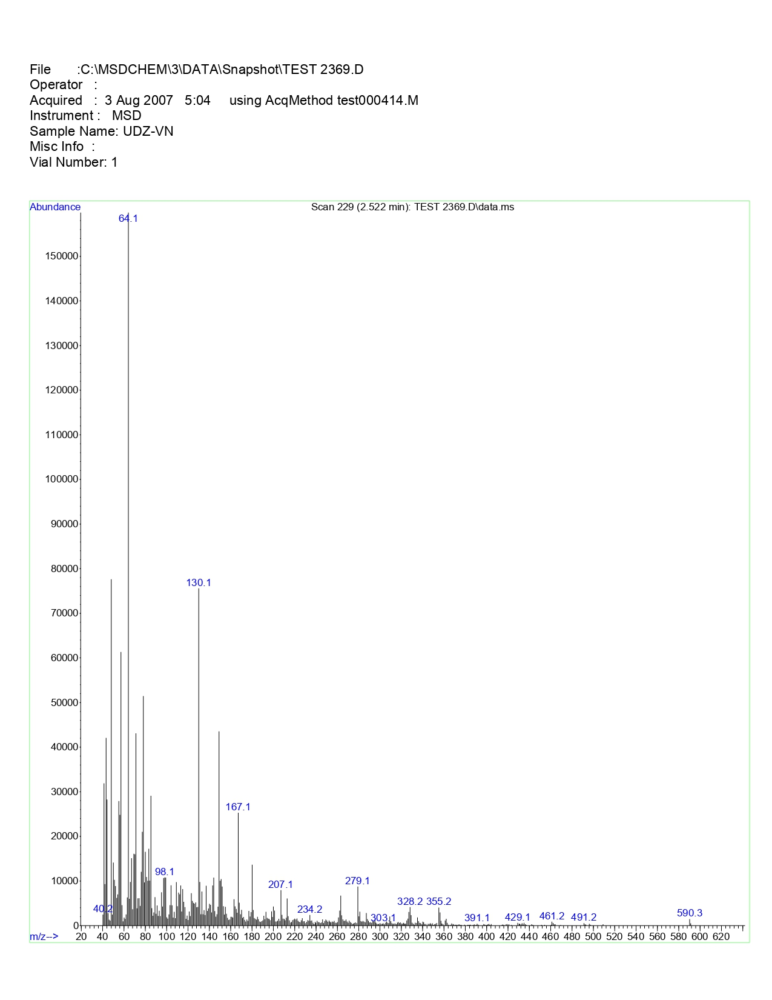 File :C:\MSDCHEM\3\DATA\Snapshot\TEST 2369.D
Operator :
Acquired : 3 Aug 2007 5:04 using AcqMethod test000414.M
Instrument : MSD
Sample Name: UDZ-VN
Misc Info :
Vial Number: 1
Abundance
Scan 229 (2.522 min): TEST 2369.D\data.ms
64.1
150000
140000
130000
120000
110000
100000
90000
80000
130.1
70000
60000
50000
40000
30000
167.1
20000
98.1
10000
207.1
279.1
40.2
234.2
303.1
328.2
355.2
391.1
429.1
461.2
491.2
590.3
0
m/z-->
20 40 60 80 100 120 140 160 180 200 220 240 260 280 300 320 340 360 380 400 420 440 460 480 500 520 540 560 580 600 620